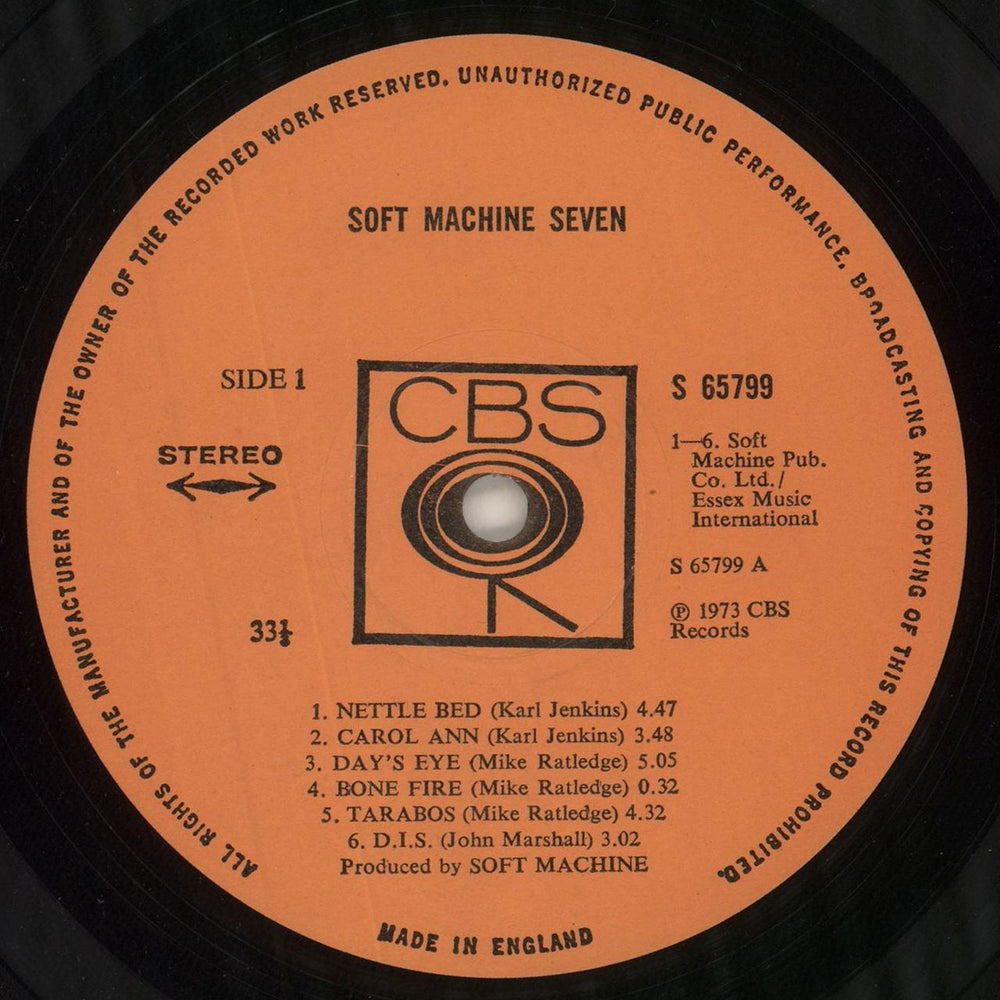 ALL RIGHTS OF THE MANUFACTURER AND OF THE OWNER OF THE RECORDED WORK RESERVED. UNAUTHORIZED PUBLIC PERFORMANCE, BROADCASTING AND COPYING OF THIS RECORD PROHIBITED.
SOFT MACHINE SEVEN
SIDE 1
STEREO
33⅓
CBS
S 65799
1—6. Soft
Machine Pub.
Co. Ltd./
Essex Music
International
S 65799 A
℗ 1973 CBS
Records
1. NETTLE BED (Karl Jenkins) 4.47
2. CAROL ANN (Karl Jenkins) 3.48
3. DAY'S EYE (Mike Ratledge) 5.05
4. BONE FIRE (Mike Ratledge) 0.32
5. TARABOS (Mike Ratledge) 4.32
6. D.I.S. (John Marshall) 3.02
Produced by SOFT MACHINE
MADE IN ENGLAND